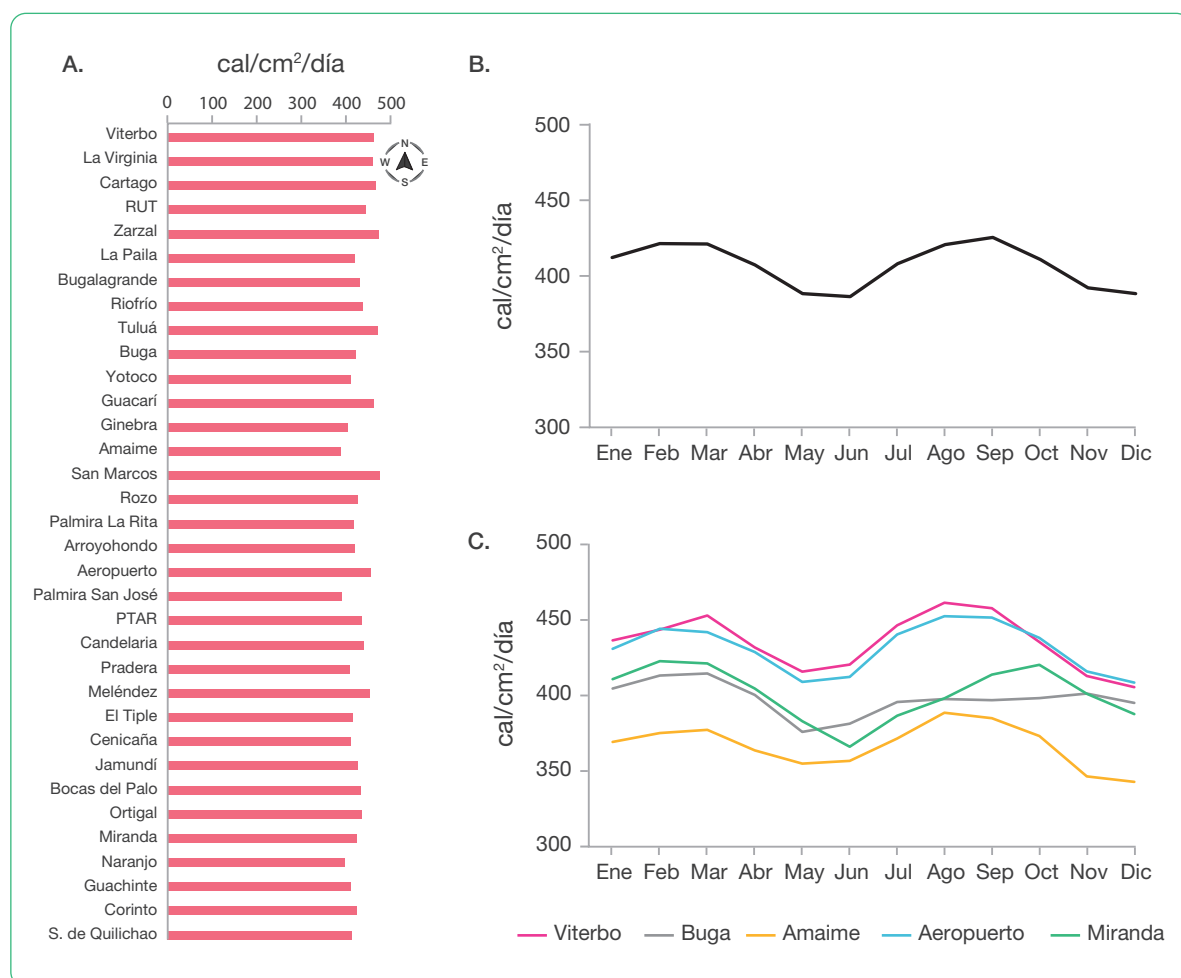 A.
cal/cm²/día
0 100 200 300 400 500
Viterbo
La Virginia
Cartago
RUT
Zarzal
La Paila
Bugalagrande
Riofrío
Tuluá
Buga
Yotoco
Guacarí
Ginebra
Amaime
San Marcos
Rozo
Palmira La Rita
Arroyohondo
Aeropuerto
Palmira San José
PTAR
Candelaria
Pradera
Meléndez
El Tiple
Cenicaña
Jamundí
Bocas del Palo
Ortigal
Miranda
Naranjo
Guachinte
Corinto
S. de Quilichao
N
W E
S
B.
cal/cm²/día
500
450
400
350
300
Ene Feb Mar Abr May Jun Jul Ago Sep Oct Nov Dic
C.
cal/cm²/día
500
450
400
350
300
Ene Feb Mar Abr May Jun Jul Ago Sep Oct Nov Dic
Viterbo Buga Amaime Aeropuerto Miranda